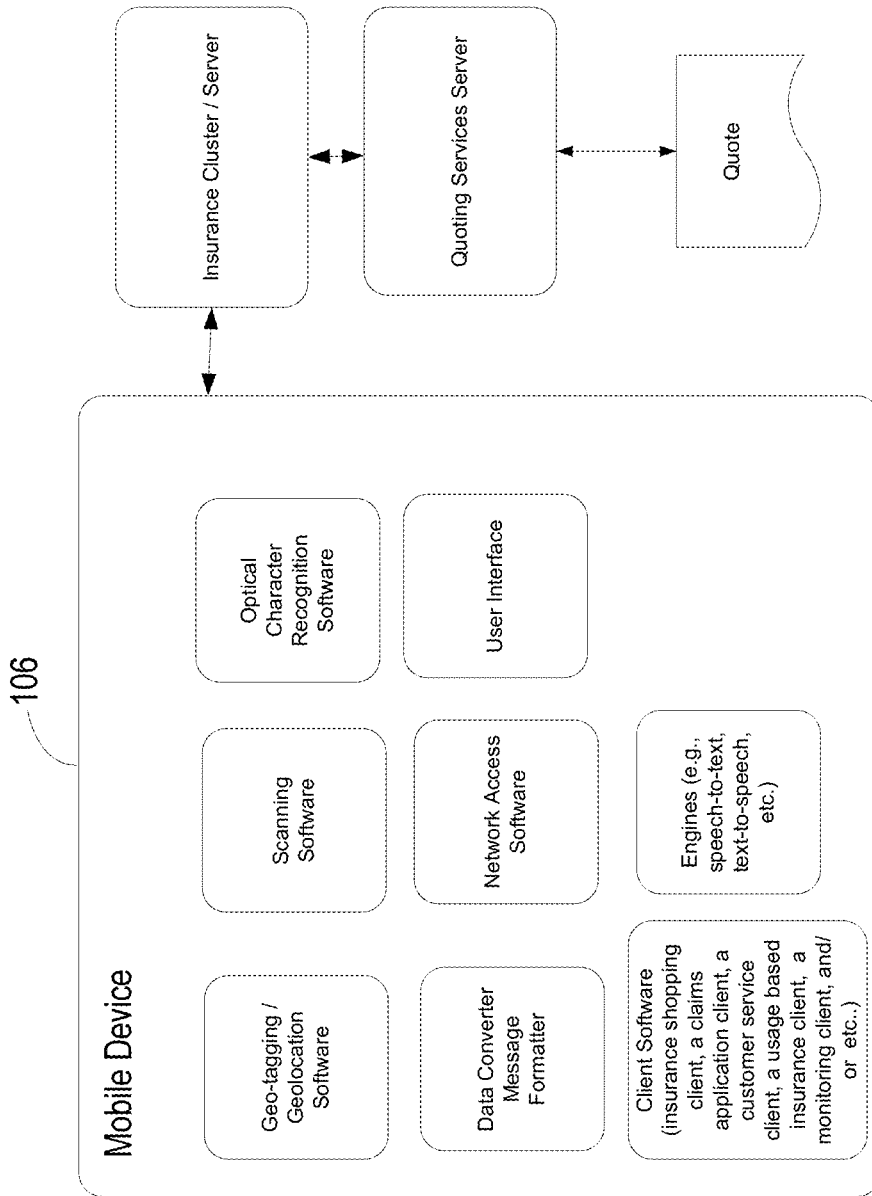 106
Mobile Device
Geo-tagging /
Geolocation
Software
Scanning
Software
Optical
Character
Recognition
Software
Data Converter
Message
Formatter
Network Access
Software
User Interface
Client Software
(insurance shopping
client, a claims
application client, a
customer service
client, a usage based
insurance client, a
monitoring client, and/
or etc..)
Engines (e.g.,
speech-to-text,
text-to-speech,
etc.)
Insurance Cluster / Server
Quoting Services Server
Quote